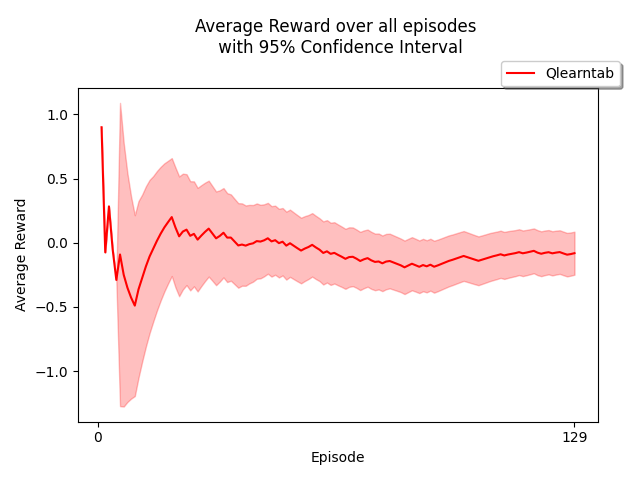 Average Reward over all episodes
with 95% Confidence Interval
Qlearntab
1.0
0.5
0.0
−0.5
−1.0
Average Reward
0
129
Episode